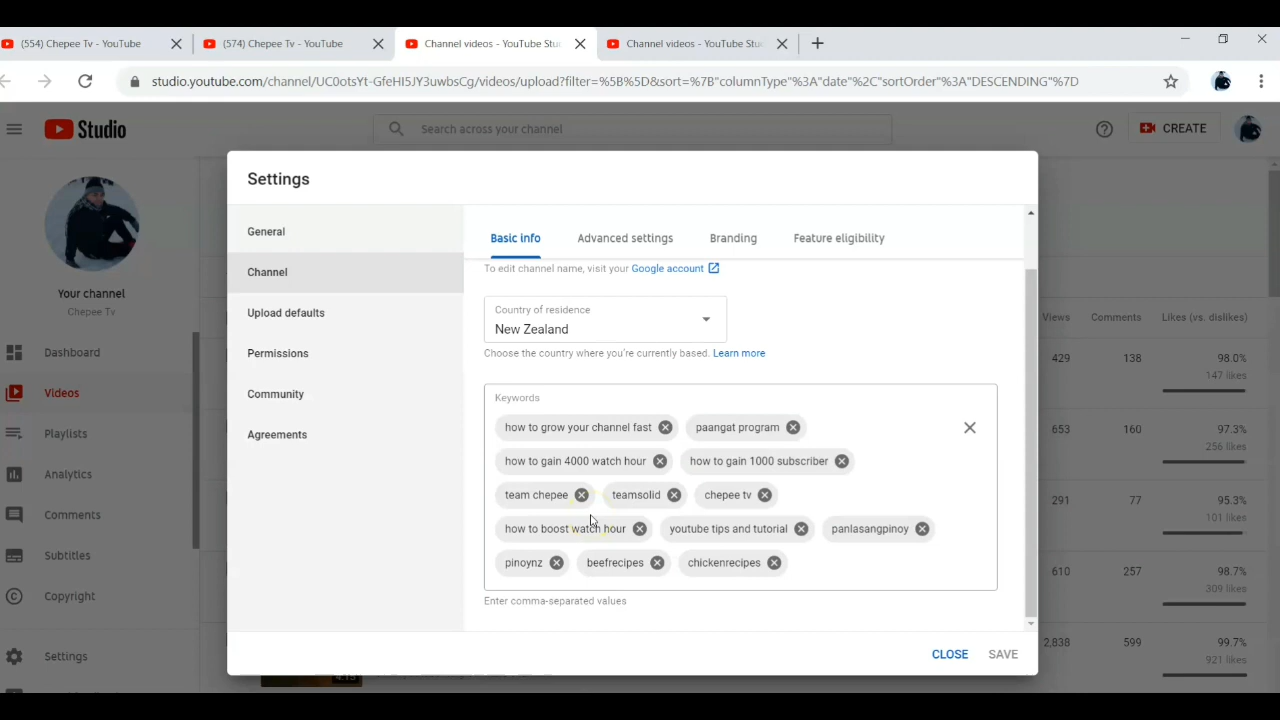 (554) Chepee Tv - YouTube
(574) Chepee Tv - YouTube
Channel videos - YouTube Stu
Channel videos - YouTube Stu
studio.youtube.com/channel/UC0otsYt-GfeHI5JY3uwbsCg/videos/upload?filter=%5B%5D&sort=%7B"columnType"%3A"date"%2C"sortOrder"%3A"DESCENDING"%7D
Studio
Search across your channel
CREATE
Settings
Your channel
Chepee Tv
Dashboard
Videos
Playlists
Analytics
Comments
Subtitles
Copyright
Settings
General
Channel
Upload defaults
Permissions
Community
Agreements
Basic info Advanced settings Branding Feature eligibility
To edit channel name, visit your Google account
Country of residence
New Zealand
Choose the country where you're currently based. Learn more
Keywords
how to grow your channel fast paangat program
how to gain 4000 watch hour how to gain 1000 subscriber
team chepee teamsolid chepee tv
how to boost watch hour youtube tips and tutorial panlasangpinoy
pinoynz beefrecipes chickenrecipes
Enter comma-separated values
CLOSE SAVE
Views Comments Likes (vs. dislikes)
429 138 98.0%
147 likes
653 160 97.3%
256 likes
291 77 95.3%
101 likes
610 257 98.7%
309 likes
2,838 599 99.7%
921 likes
4:15